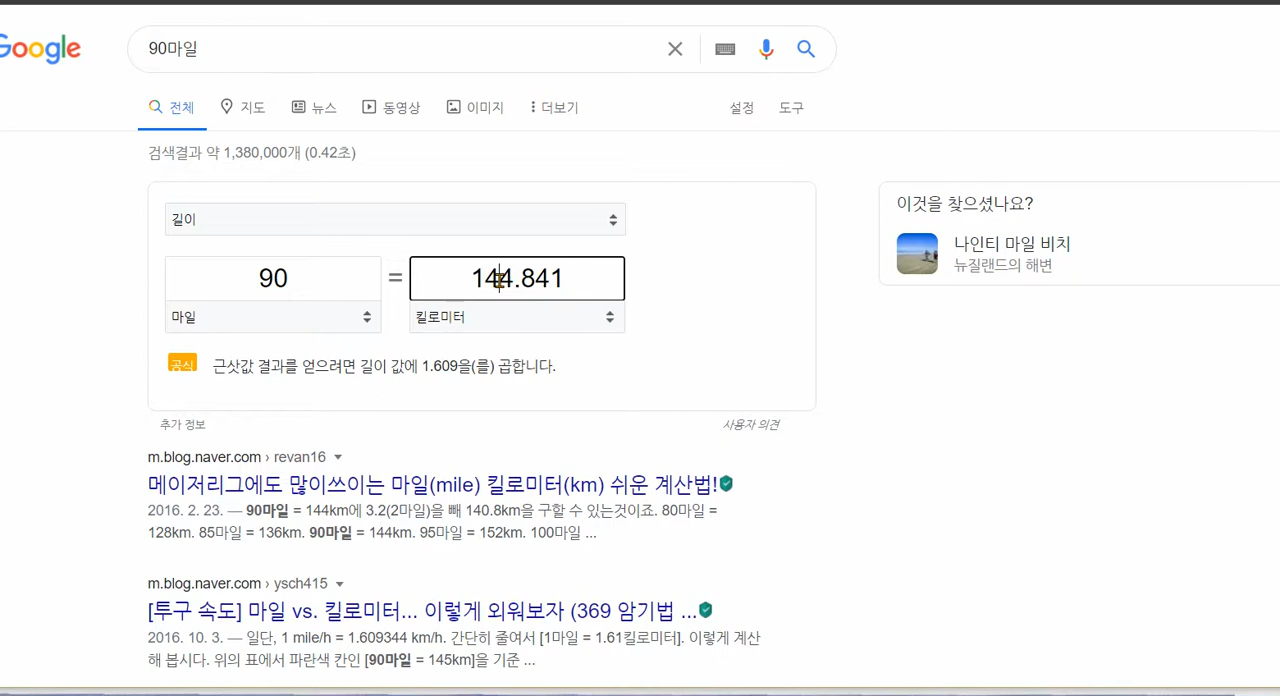 Google
90마일
전체 지도 뉴스 동영상 이미지 더보기 설정 도구
검색결과 약 1,380,000개 (0.42초)
길이
90 = 144.841
마일 킬로미터
공식 근삿값 결과를 얻으려면 길이 값에 1.609을(를) 곱합니다.
추가 정보 사용자 의견
이것을 찾으셨나요?
나인티 마일 비치
뉴질랜드의 해변
m.blog.naver.com › revan16
메이저리그에도 많이쓰이는 마일(mile) 킬로미터(km) 쉬운 계산법!
2016. 2. 23. — 90마일 = 144km에 3.2(2마일)을 빼 140.8km을 구할 수 있는것이죠. 80마일 =
128km. 85마일 = 136km. 90마일 = 144km. 95마일 = 152km. 100마일 ...
m.blog.naver.com › ysch415
[투구 속도] 마일 vs. 킬로미터... 이렇게 외워보자 (369 암기법 ...
2016. 10. 3. — 일단, 1 mile/h = 1.609344 km/h. 간단히 줄여서 [1마일 = 1.61킬로미터]. 이렇게 계산
해 봅시다. 위의 표에서 파란색 칸인 [90마일 = 145km]을 기준 ...